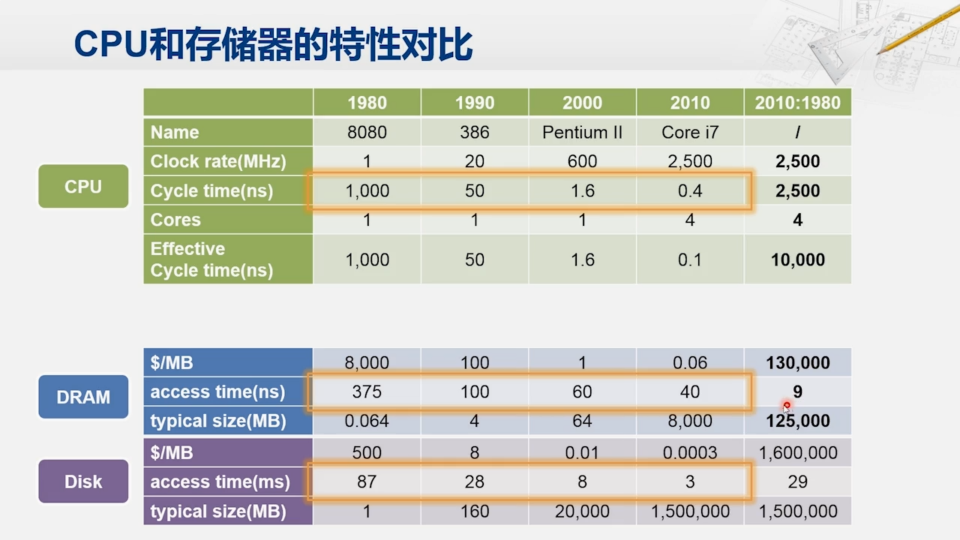 CPU和存储器的特性对比
1980 1990 2000 2010 2010:1980
Name 8080 386 Pentium II Core i7 /
Clock rate(MHz) 1 20 600 2,500 2,500
CPU
Cycle time(ns) 1,000 50 1.6 0.4 2,500
Cores 1 1 1 4 4
Effective
Cycle time(ns) 1,000 50 1.6 0.1 10,000
$/MB 8,000 100 1 0.06 130,000
DRAM
access time(ns) 375 100 60 40 9
typical size(MB) 0.064 4 64 8,000 125,000
$/MB 500 8 0.01 0.0003 1,600,000
Disk
access time(ms) 87 28 8 3 29
typical size(MB) 1 160 20,000 1,500,000 1,500,000